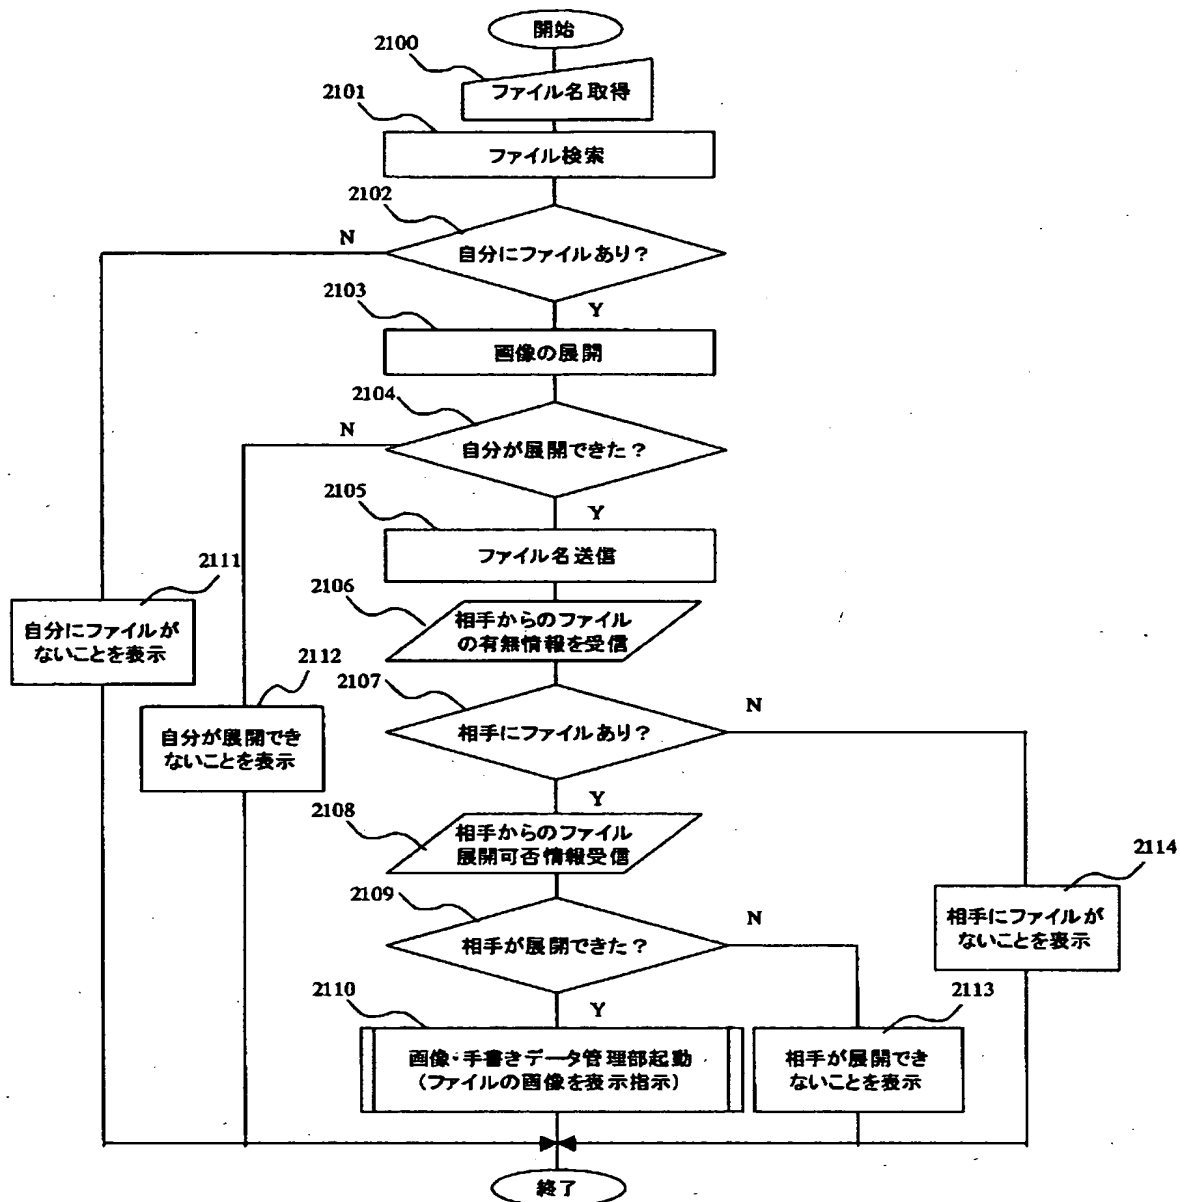 開始
2100
ファイル名取得
2101
ファイル検索
2102
N
自分にファイルあり?
2103
Y
画像の展開
2104
N
自分が展開できた?
2105
Y
ファイル名送信
2111
2106
自分にファイルが
ないことを表示
相手からのファイル
の有無情報を受信
2112
2107
N
自分が展開でき
ないことを表示
相手にファイルあり?
2108
Y
相手からのファイル
展開可否情報受信
2114
2109
N
相手にファイルが
ないことを表示
相手が展開できた?
2110
Y
2113
画像・手書きデータ管理部起動
(ファイルの画像を表示指示)
相手が展開でき
ないことを表示
終了